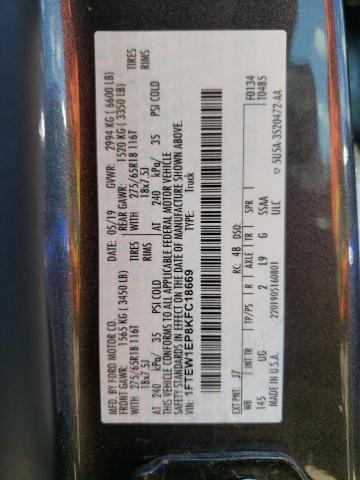 MFD. BY FORD MOTOR CO.
DATE: 05/19 GVWR: 2994 KG ( 6600 LB)
FRONT GAWR: 1565 KG ( 3450 LB) REAR GAWR: 1520 KG ( 3350 LB)
WITH 275/65R18 116T TIRES WITH 275/65R18 116T TIRES
18x7.5J RIMS 18x7.5J RIMS
AT 240 kPa/ 35 PSI COLD AT 240 kPa/ 35 PSI COLD
THIS VEHICLE CONFORMS TO ALL APPLICABLE FEDERAL MOTOR VEHICLE
SAFETY STANDARDS IN EFFECT ON THE DATE OF MANUFACTURE SHOWN ABOVE.
VIN: 1FTEW1EP8KFC18669 TYPE: Truck
F0134
T0485
EXT PNT: J7 RC: 48 DSO:
WB INT TR TP/PS R AXLE TR SPR
145 UG 2 L9 G SSAA
ULC
MADE IN U.S.A. 2201905160801 5U5A-3520472-AA